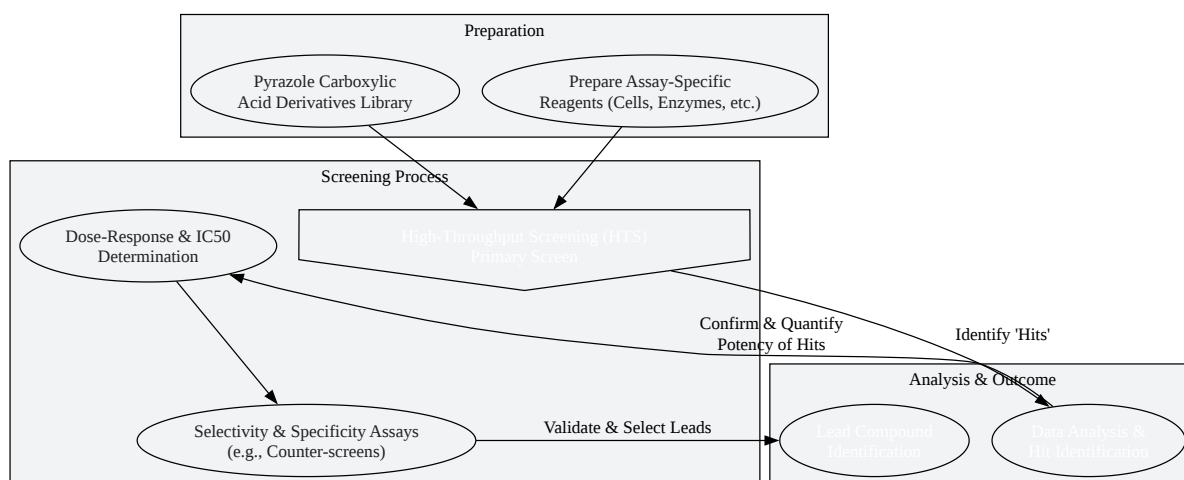 Preparation
Pyrazole Carboxylic
Acid Derivatives Library
Prepare Assay-Specific
Reagents (Cells, Enzymes, etc.)
Screening Process
Dose-Response & IC50
Determination
High-Throughput Screening (HTS)
Primary Screen
Confirm & Quantify
Potency of Hits
Identify 'Hits'
Analysis & Outcome
Selectivity & Specificity Assays
(e.g., Counter-screens)
Validate & Select Leads
Lead Compound
Identification
Data Analysis &
Hit Identification